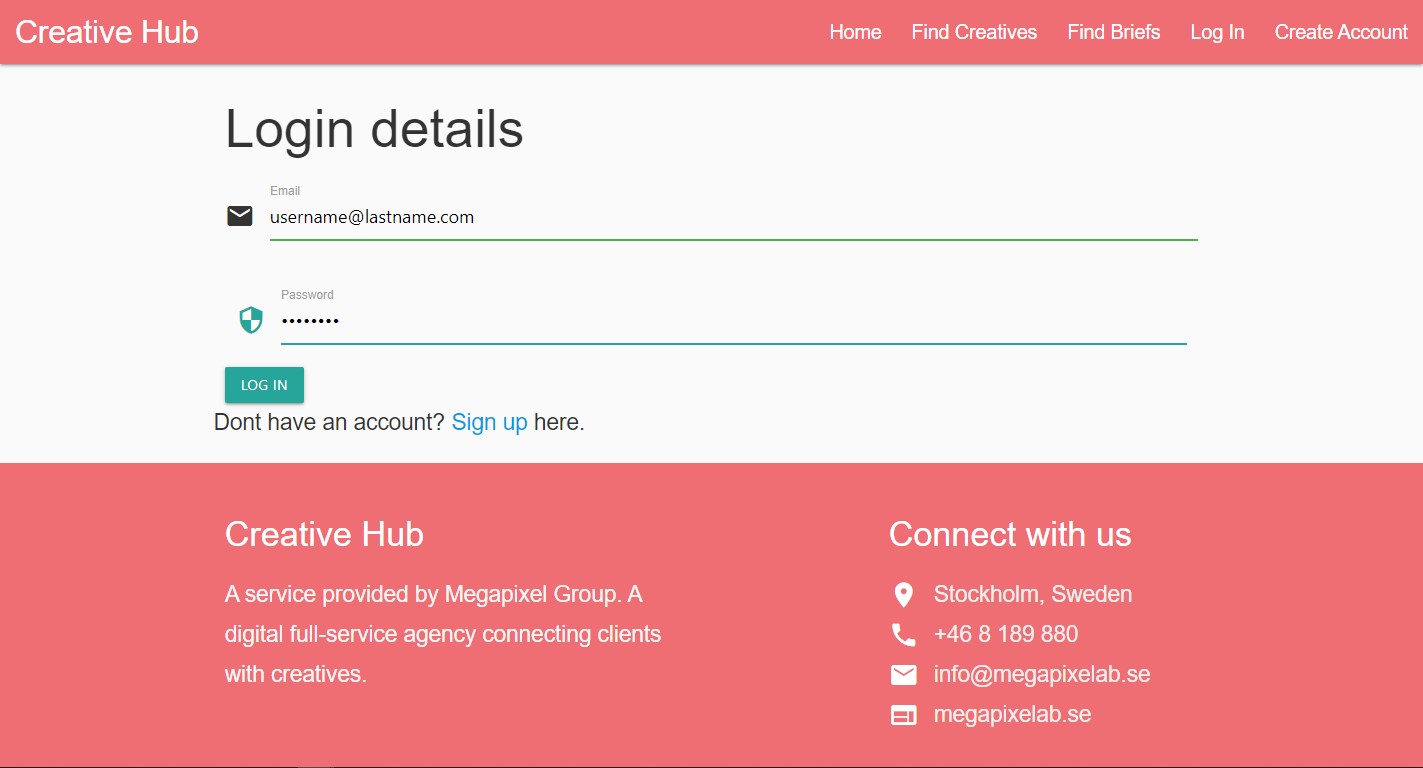 Creative Hub
Home Find Creatives Find Briefs Log In Create Account
Login details
Email
username@lastname.com
Password
••••••••
LOG IN
Dont have an account? Sign up here.
Creative Hub
A service provided by Megapixel Group. A
digital full-service agency connecting clients
with creatives.
Connect with us
Stockholm, Sweden
+46 8 189 880
info@megapixelab.se
megapixelab.se